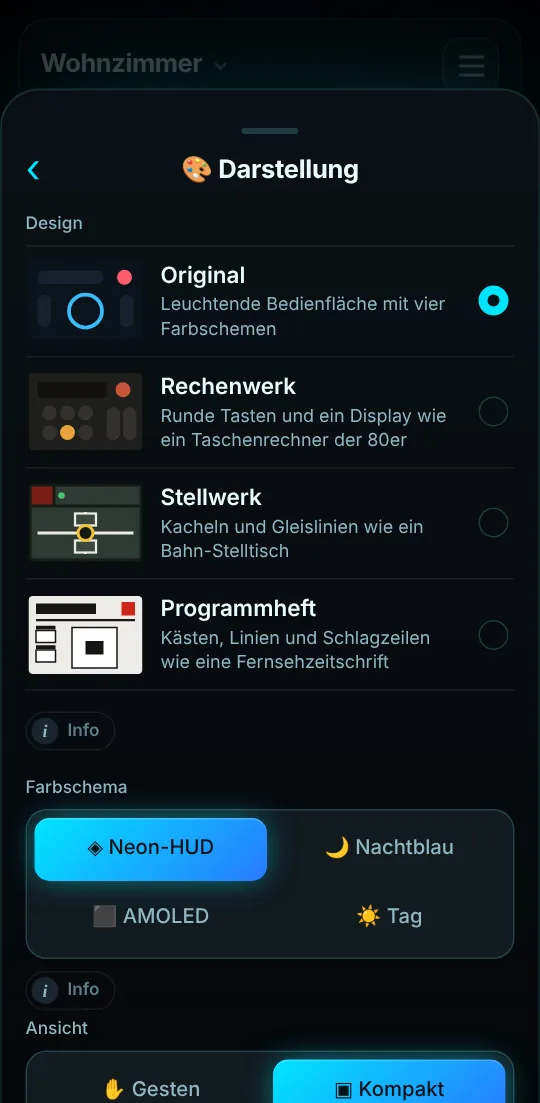 Wohnzimmer
🎨 Darstellung
Design
Original
Leuchtende Bedienfläche mit vier
Farbschemen
Rechenwerk
Runde Tasten und ein Display wie
ein Taschenrechner der 80er
Stellwerk
Kacheln und Gleislinien wie ein
Bahn-Stelltisch
Programmheft
Kästen, Linien und Schlagzeilen
wie eine Fernsehzeitschrift
i Info
Farbschema
◈ Neon-HUD
🌙 Nachtblau
⬛ AMOLED
☀️ Tag
i Info
Ansicht
✋ Gesten
▣ Kompakt